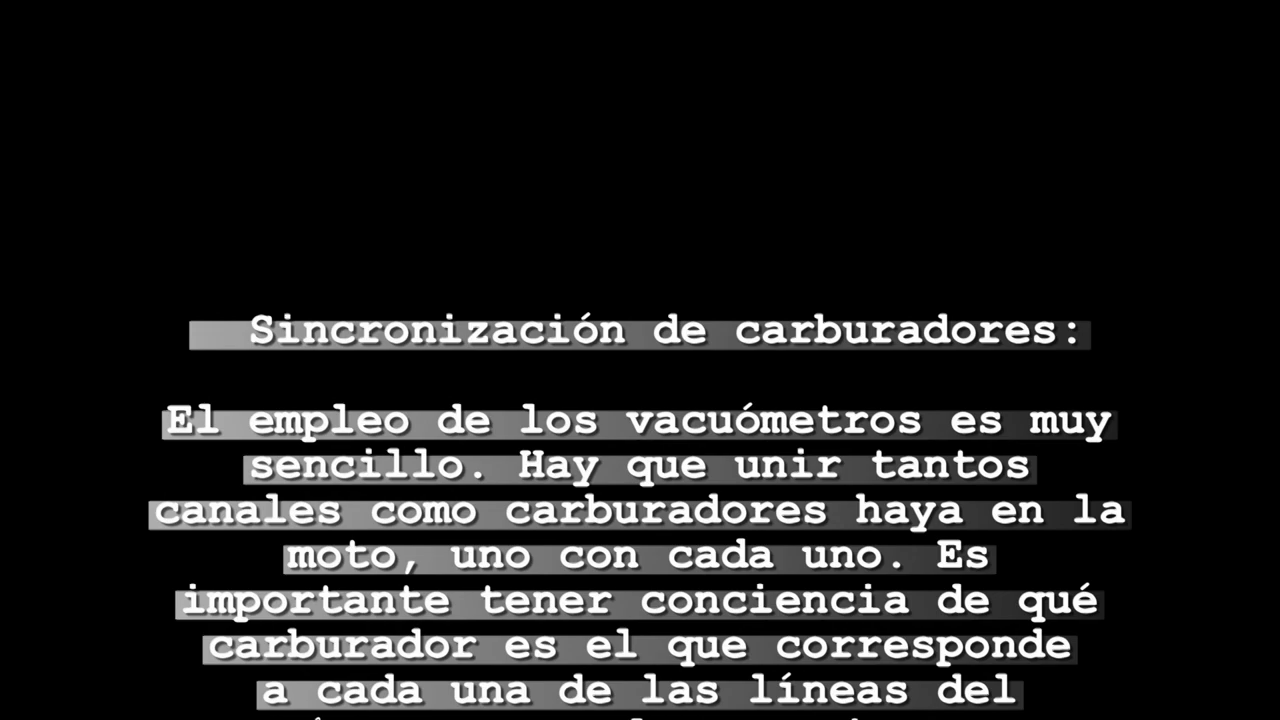 Sincronización de carburadores:
El empleo de los vacuómetros es muy
sencillo. Hay que unir tantos
canales como carburadores haya en la
moto, uno con cada uno. Es
importante tener conciencia de qué
carburador es el que corresponde
a cada una de las líneas del